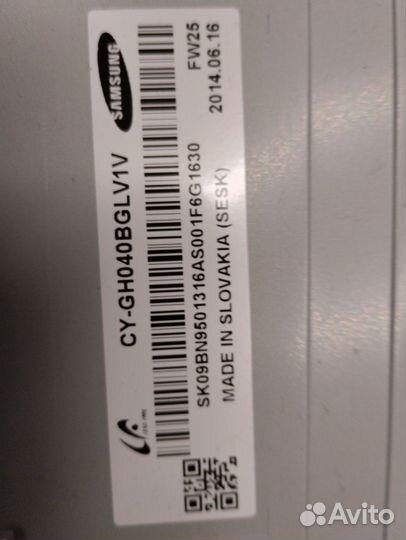 SAMSUNG
FW25
2014.06.16
CY-GH040BGLV1V
SK09BN9501316AS001F6G1630
MADE IN SLOVAKIA (SESK)
Avito